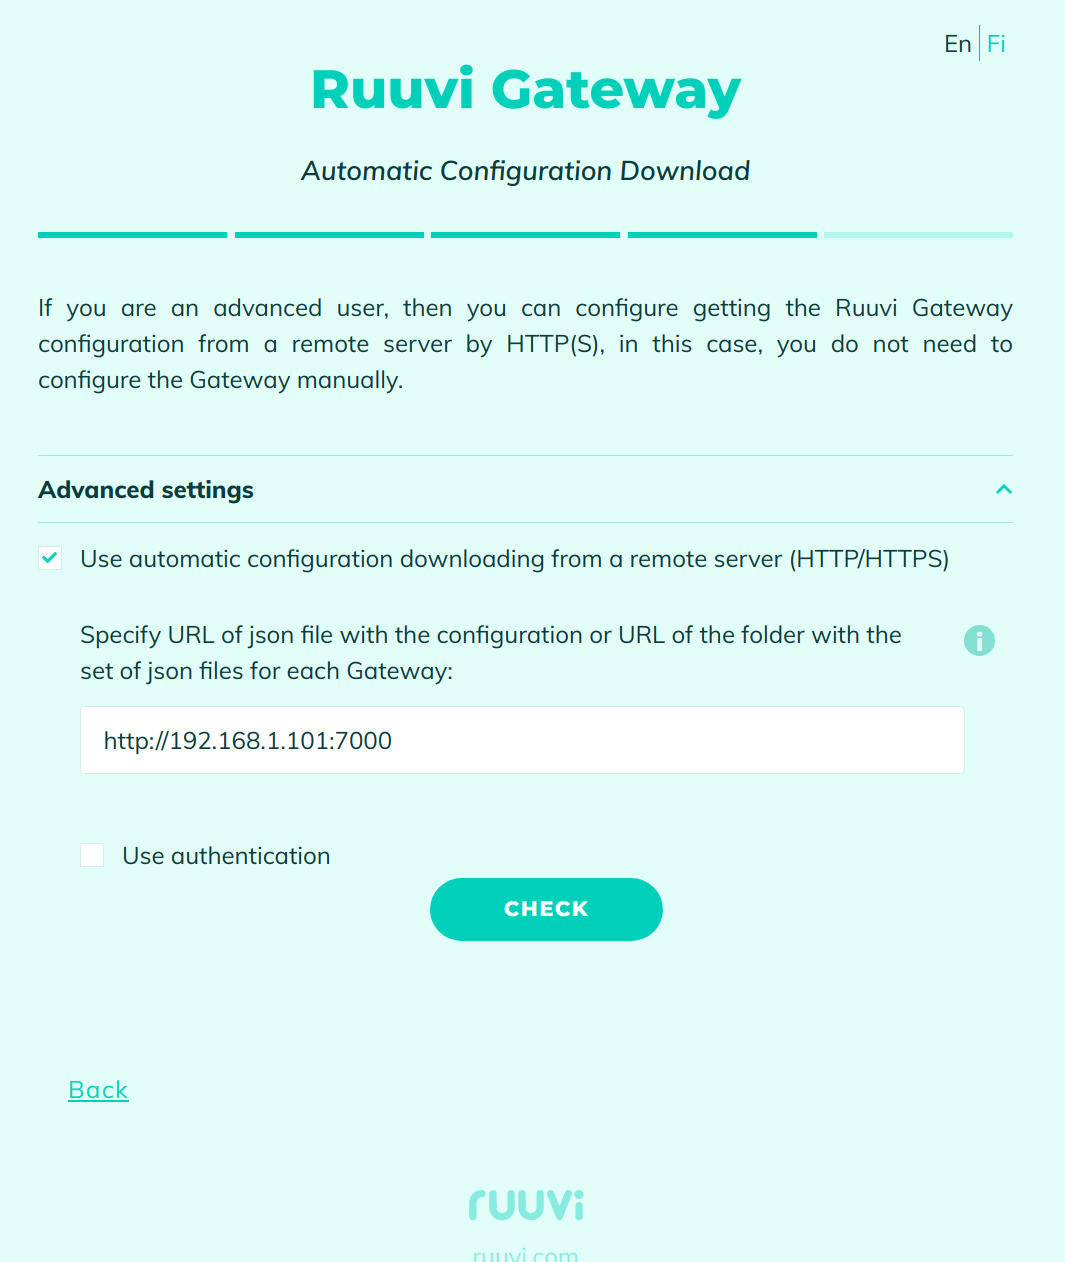 En Fi
Ruuvi Gateway
Automatic Configuration Download
If you are an advanced user, then you can configure getting the Ruuvi Gateway
configuration from a remote server by HTTP(S), in this case, you do not need to
configure the Gateway manually.
Advanced settings
Use automatic configuration downloading from a remote server (HTTP/HTTPS)
Specify URL of json file with the configuration or URL of the folder with the
set of json files for each Gateway:
http://192.168.1.101:7000
Use authentication
CHECK
Back
ruuvi
ruuvi.com